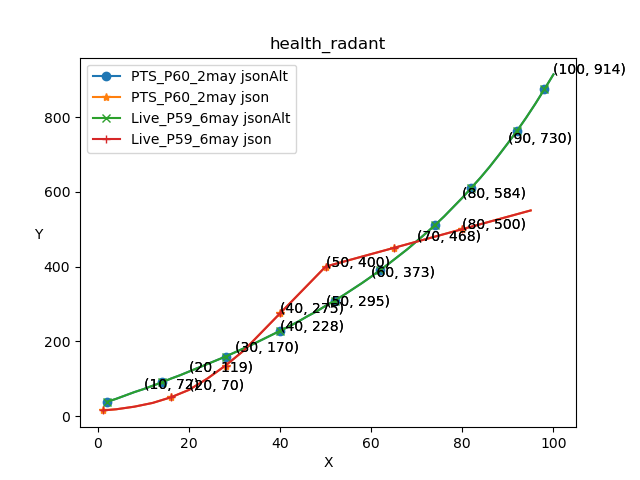 health_radant
PTS_P60_2may jsonAlt
PTS_P60_2may json
Live_P59_6may jsonAlt
Live_P59_6may json
(100, 914)
(90, 730)
(80, 584)
(80, 500)
(70, 468)
(50, 400)
(60, 373)
(50, 295)
(40, 275)
(40, 228)
(30, 170)
(20, 119)
(10, 72)
(20, 70)
Y
800
600
400
200
0
0 20 40 60 80 100
X